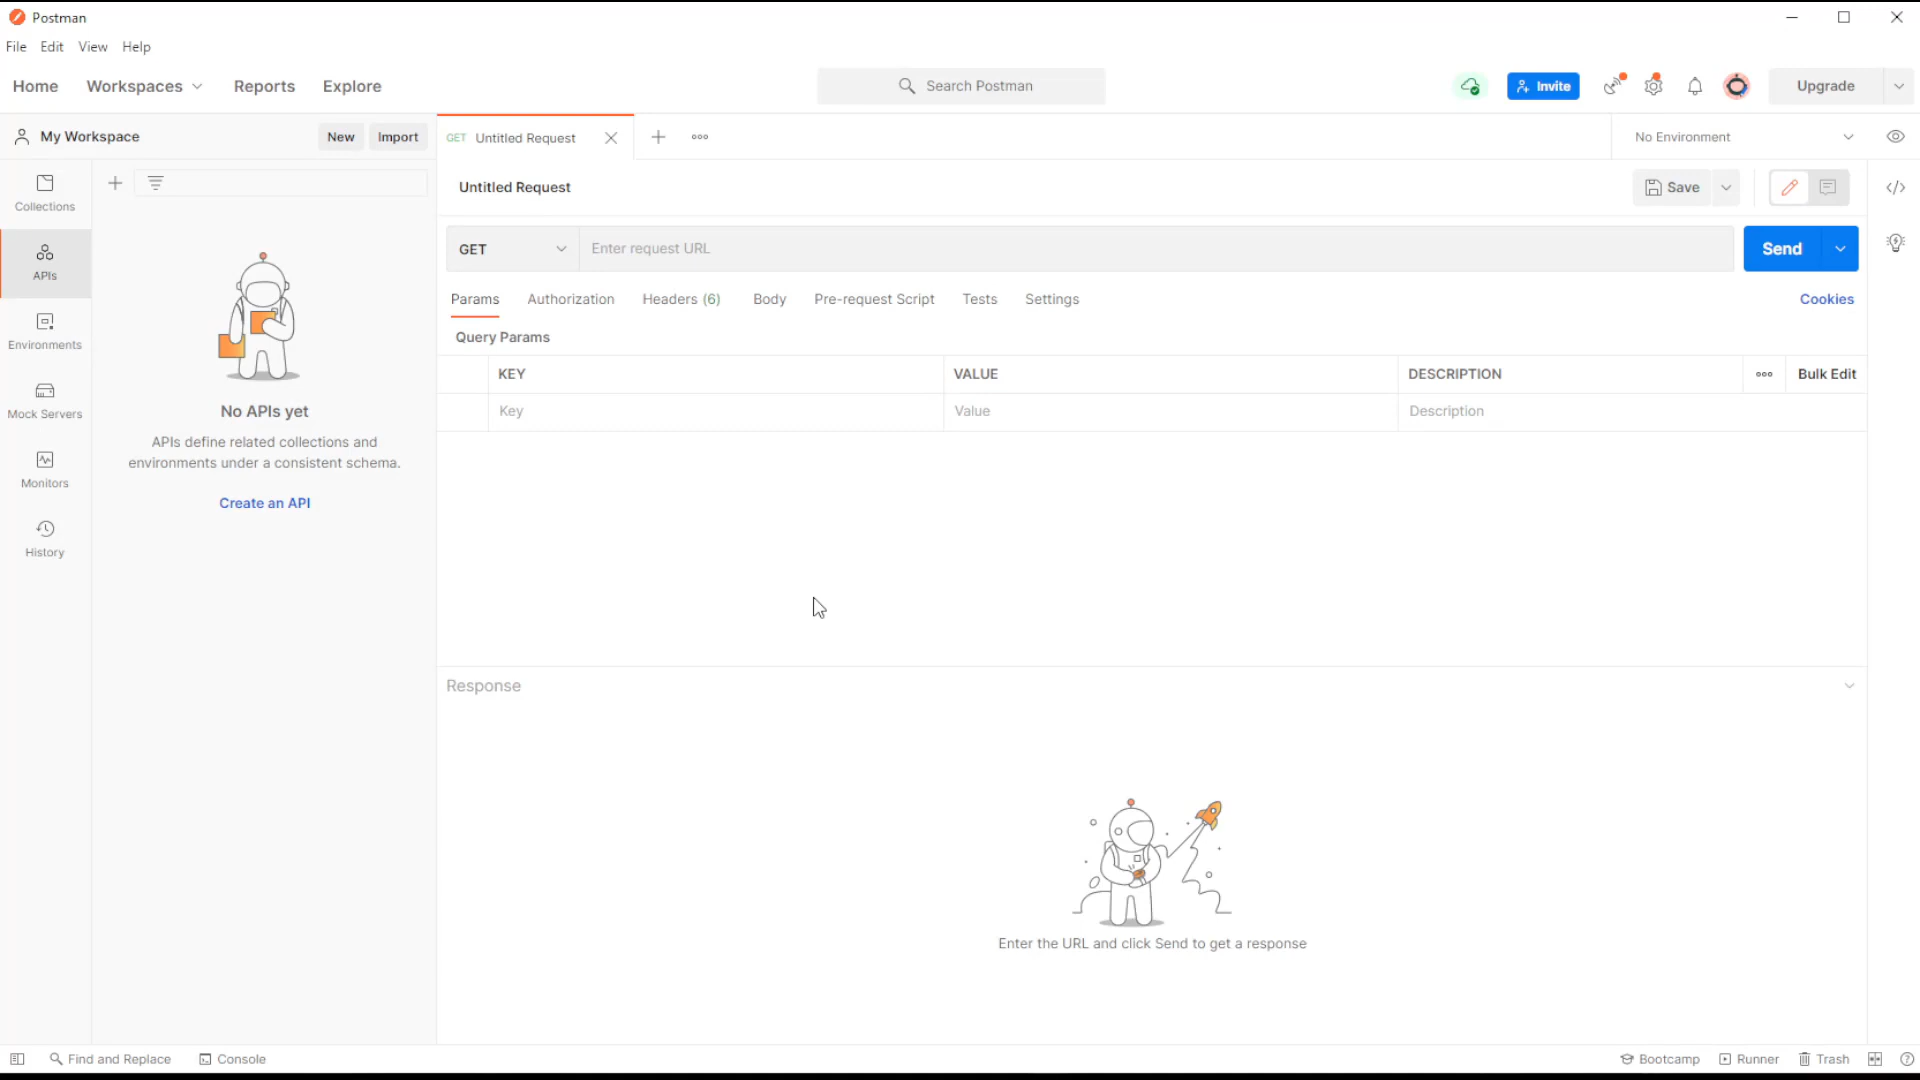 Postman
File Edit View Help
Home Workspaces Reports Explore Search Postman Invite Upgrade
My Workspace New Import GET Untitled Request No Environment
Collections
Untitled Request Save
APIs
GET Enter request URL Send
Params Authorization Headers (6) Body Pre-request Script Tests Settings Cookies
Environments
Query Params
KEY VALUE DESCRIPTION Bulk Edit
Key Value Description
Mock Servers
No APIs yet
APIs define related collections and
environments under a consistent schema.
Create an API
Monitors
History
Response
Enter the URL and click Send to get a response
Find and Replace Console Bootcamp Runner Trash